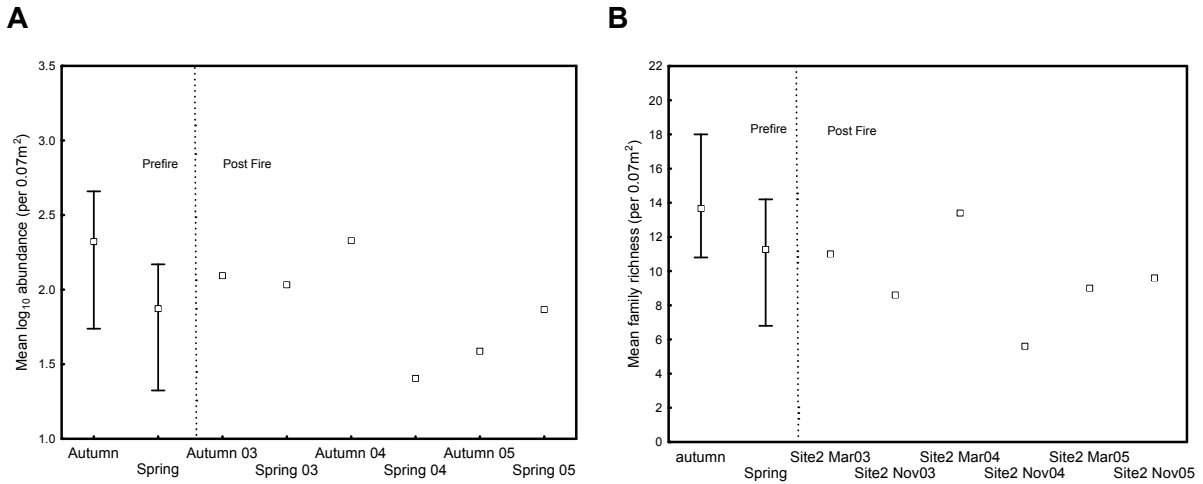 A
Mean log10 abundance (per 0.07m2)
3.5
3.0
2.5
2.0
1.5
1.0
Prefire
Post Fire
Autumn
Spring
Autumn 03
Spring 03
Autumn 04
Spring 04
Autumn 05
Spring 05
B
Mean family richness (per 0.07m2)
22
20
18
16
14
12
10
8
6
4
2
0
Prefire
Post Fire
autumn
Spring
Site2 Mar03
Site2 Nov03
Site2 Mar04
Site2 Nov04
Site2 Mar05
Site2 Nov05